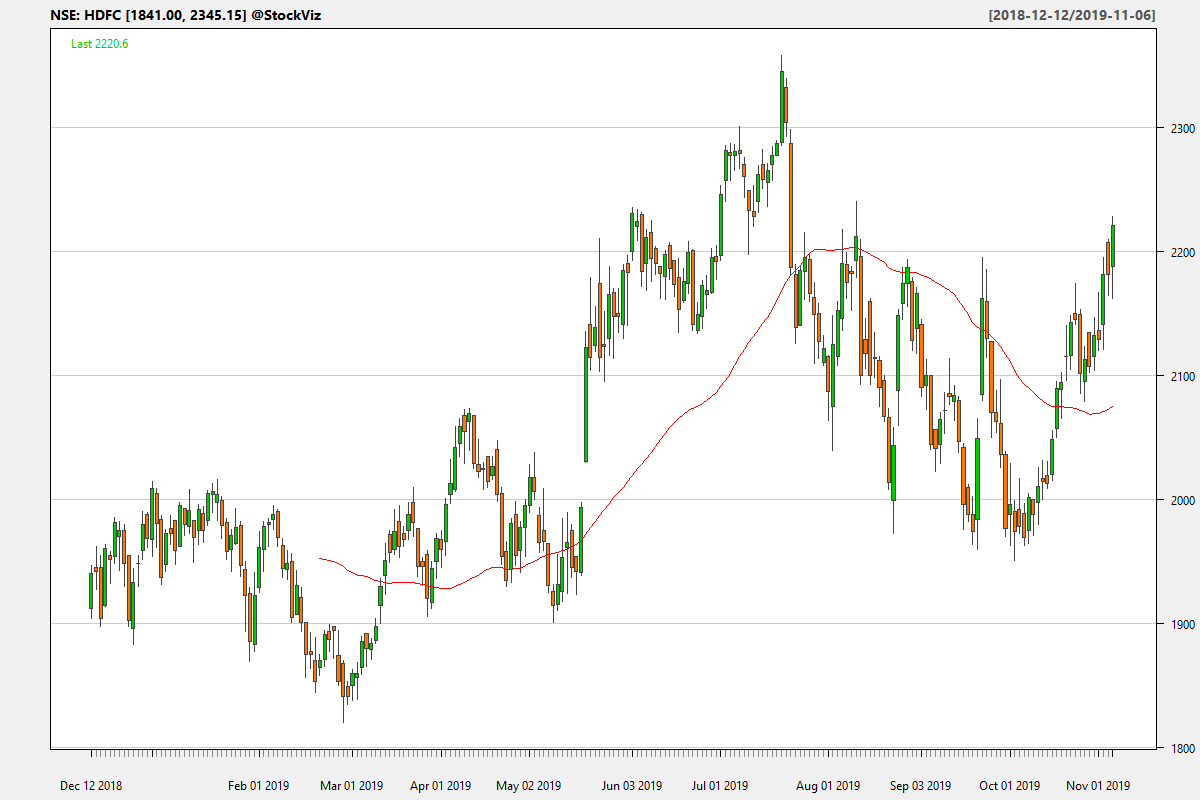 NSE: HDFC [1841.00, 2345.15] @StockViz [2018-12-12/2019-11-06]
Last 2220.6
2300
2200
2100
2000
1900
1800
Dec 12 2018 Feb 01 2019 Mar 01 2019 Apr 01 2019 May 02 2019 Jun 03 2019 Jul 01 2019 Aug 01 2019 Sep 03 2019 Oct 01 2019 Nov 01 2019